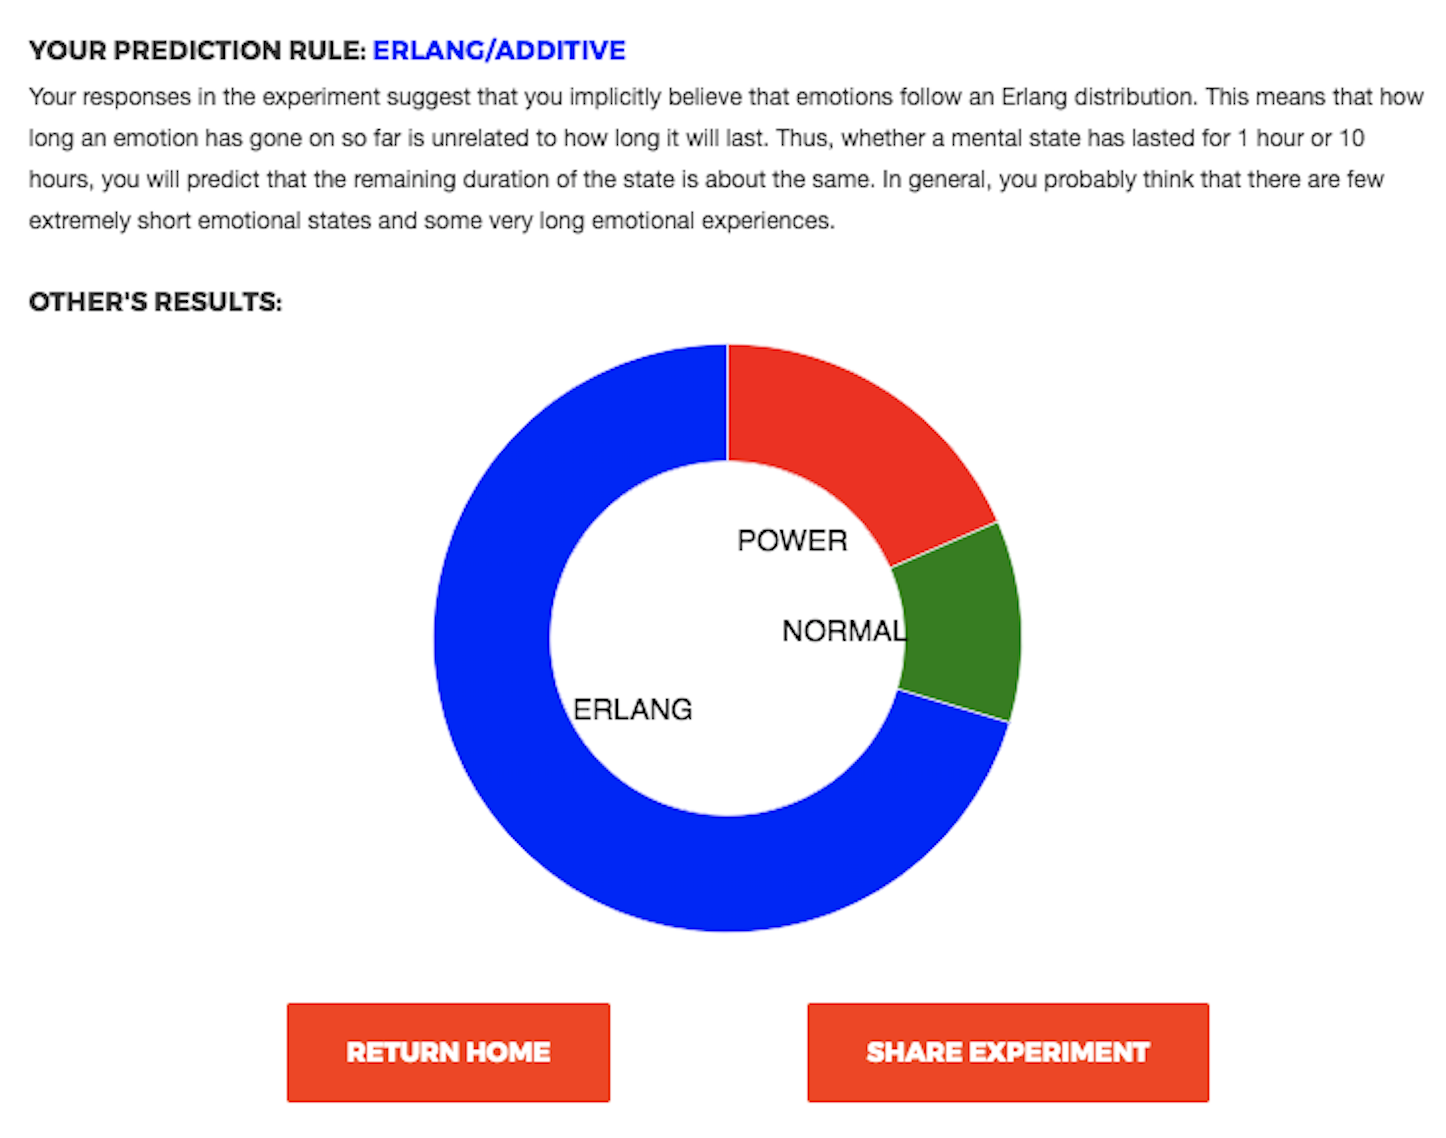 YOUR PREDICTION RULE: ERLANG/ADDITIVE
Your responses in the experiment suggest that you implicitly believe that emotions follow an Erlang distribution. This means that how
long an emotion has gone on so far is unrelated to how long it will last. Thus, whether a mental state has lasted for 1 hour or 10
hours, you will predict that the remaining duration of the state is about the same. In general, you probably think that there are few
extremely short emotional states and some very long emotional experiences.
OTHER'S RESULTS:
POWER
NORMAL
ERLANG
RETURN HOME
SHARE EXPERIMENT